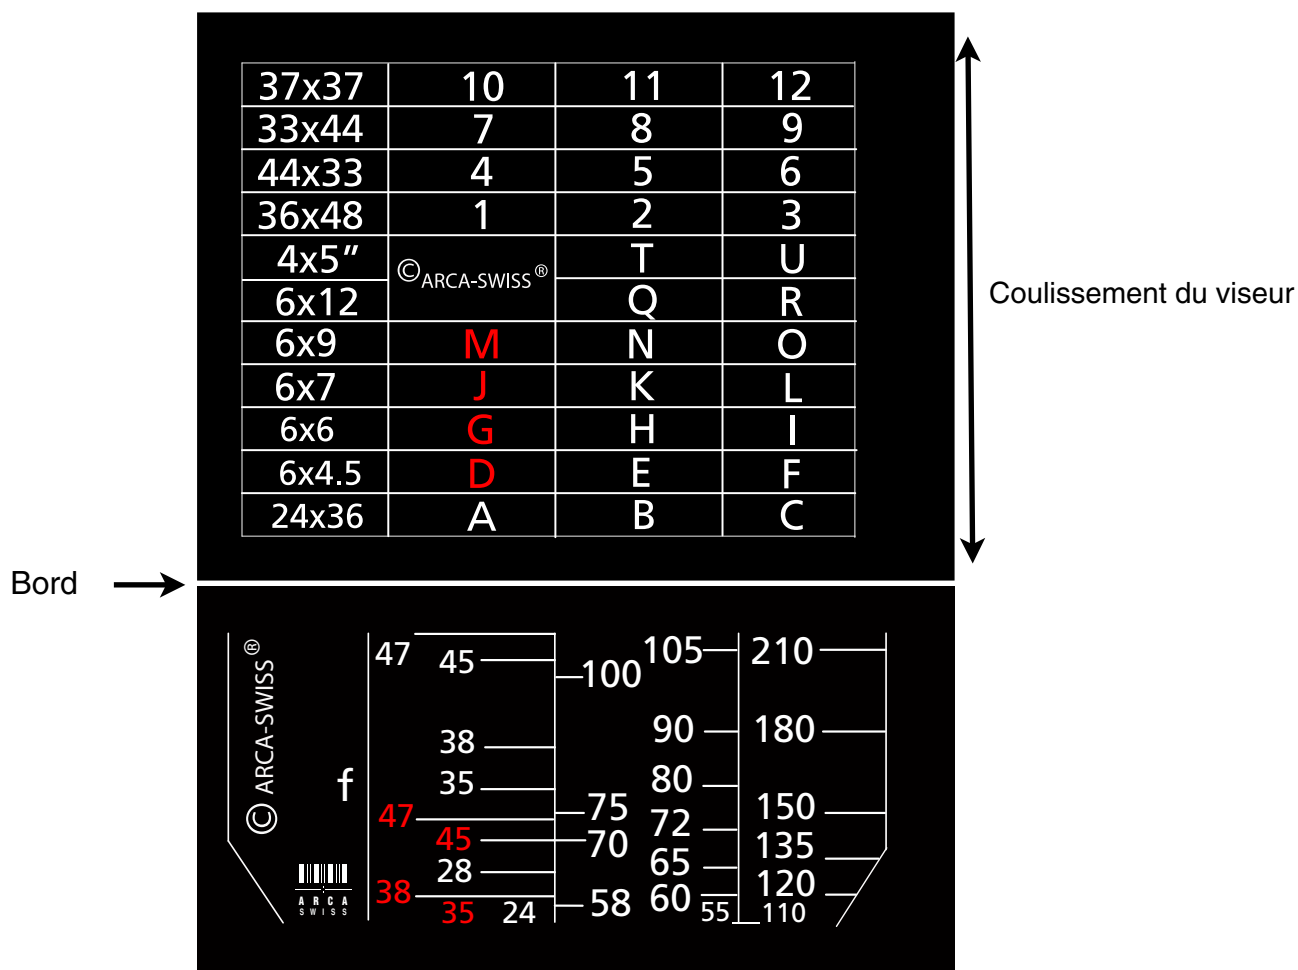 37x37 10 11 12
33x44 7 8 9
44x33 4 5 6
36x48 1 2 3
4x5” T U
© ARCA-SWISS ®
6x12 Q R
6x9 M N O
6x7 J K L
6x6 G H I
6x4.5 D E F
24x36 A B C
Coulissement du viseur
Bord
© ARCA-SWISS ®
f
ARCA
SWISS
47 45 100 105 210
38 90 180
35 80
47 75 72 150
45 70 135
28 65
38 58 60 120
35 24 55 110